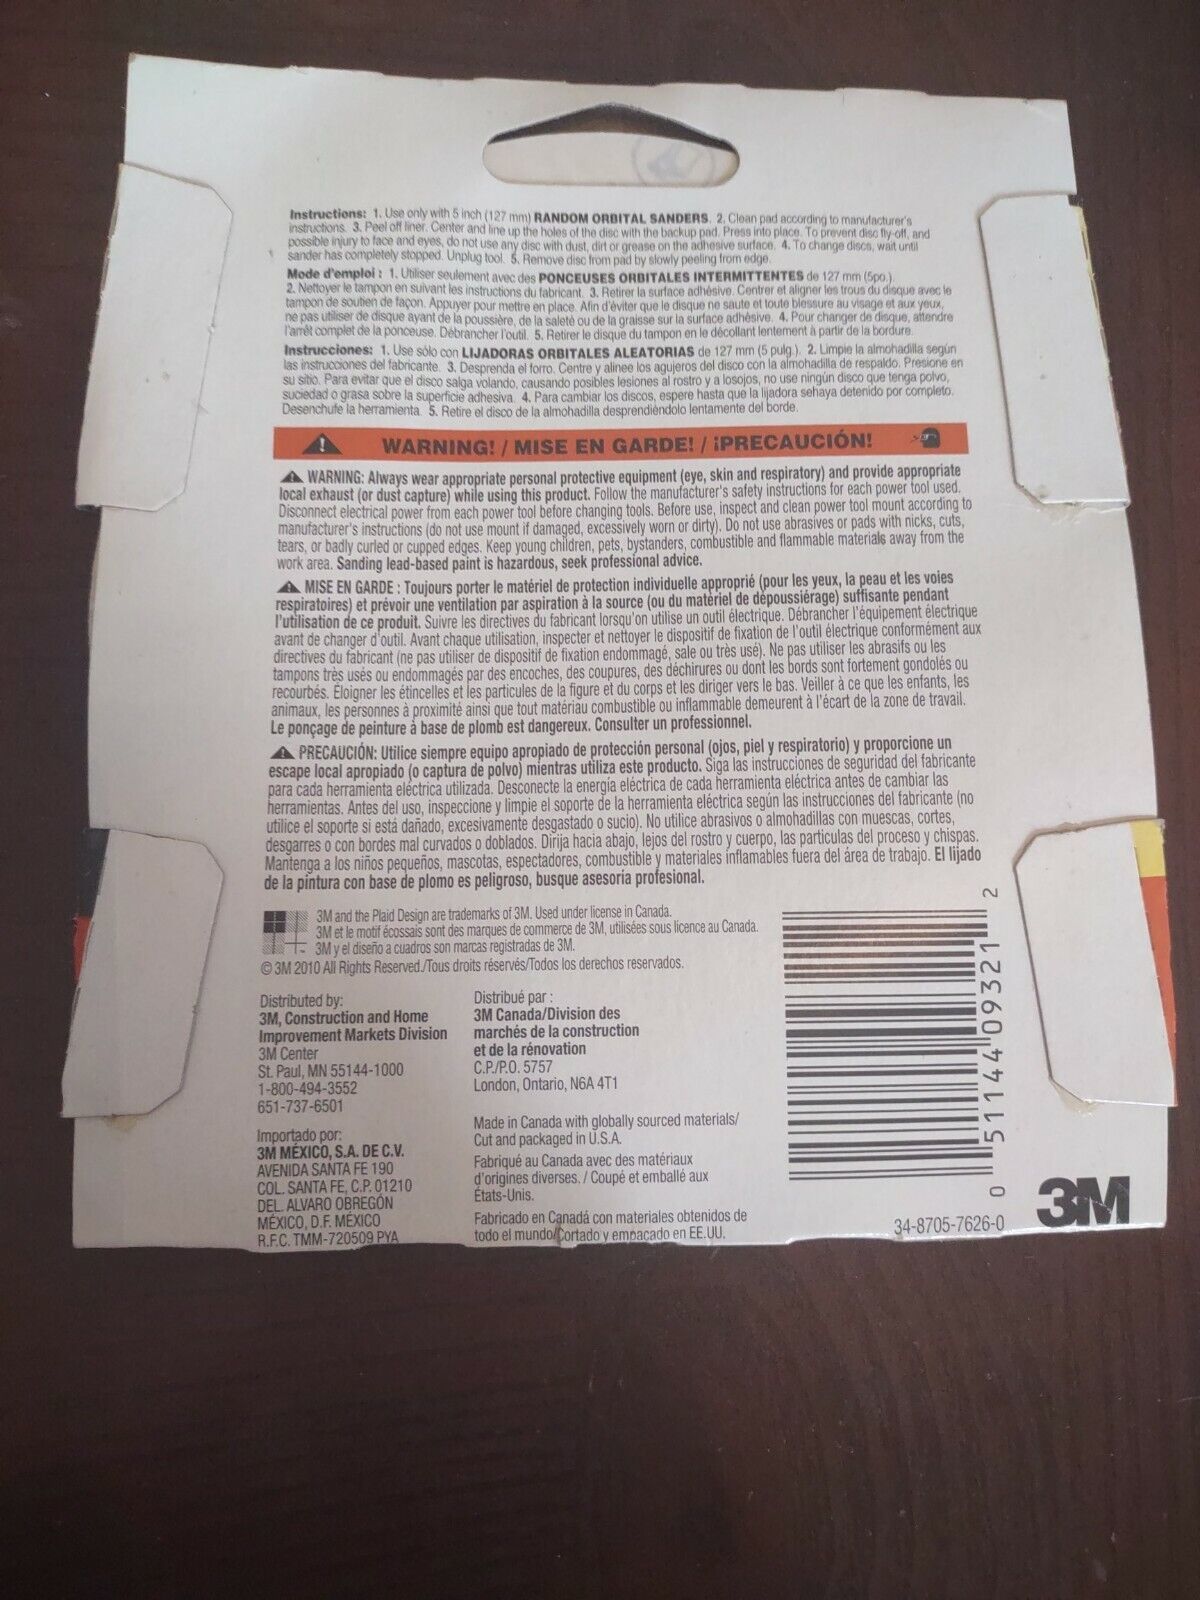 Instructions: 1. Use only with 5 inch (127 mm) RANDOM ORBITAL SANDERS. 2. Clean pad according to manufacturer's
instructions. 3. Peel off liner. Center and line up the holes of the disc with the backup pad. Press into place. To prevent disc fly-off, and
possible injury to face and eyes, do not use any disc with dust, dirt or grease on the adhesive surface. 4. To change discs, wait until
sander has completely stopped. Unplug tool. 5. Remove disc from pad by slowly peeling from edge.
Mode d'emploi : 1. Utiliser seulement avec des PONCEUSES ORBITALES INTERMITTENTES de 127 mm (5po.).
2. Nettoyer le tampon en suivant les instructions du fabricant. 3. Retirer la surface adhésive. Centrer et aligner les trous du disque avec le
tampon de soutien de façon. Appuyer pour mettre en place. Afin d'éviter que le disque ne saute et toute blessure au visage et aux yeux,
ne pas utiliser de disque ayant de la poussière, de la saleté ou de la graisse sur la surface adhésive. 4. Pour changer de disque, attendre
l'arrêt complet de la ponceuse. Débrancher l'outil. 5. Retirer le disque du tampon en le décollant lentement à partir de la bordure.
Instrucciones: 1. Use sólo con LIJADORAS ORBITALES ALEATORIAS de 127 mm (5 pulg.). 2. Limpie la almohadilla según
las instrucciones del fabricante. 3. Desprenda el forro. Centre y alinee los agujeros del disco con la almohadilla de respaldo. Presione en
su sitio. Para evitar que el disco salga volando, causando posibles lesiones al rostro y a losojos, no use ningún disco que tenga polvo,
suciedad o grasa sobre la superficie adhesiva. 4. Para cambiar los discos, espere hasta que la lijadora sehaya detenido por completo.
Desenchufe la herramienta. 5. Retire el disco de la almohadilla desprendiéndolo lentamente del borde.
WARNING! / MISE EN GARDE! / ¡PRECAUCIÓN!
WARNING: Always wear appropriate personal protective equipment (eye, skin and respiratory) and provide appropriate
local exhaust (or dust capture) while using this product. Follow the manufacturer's safety instructions for each power tool used.
Disconnect electrical power from each power tool before changing tools. Before use, inspect and clean power tool mount according to
manufacturer's instructions (do not use mount if damaged, excessively worn or dirty). Do not use abrasives or pads with nicks, cuts,
tears, or badly curled or cupped edges. Keep young children, pets, bystanders, combustible and flammable materials away from the
work area. Sanding lead-based paint is hazardous, seek professional advice.
MISE EN GARDE : Toujours porter le matériel de protection individuelle approprié (pour les yeux, la peau et les voies
respiratoires) et prévoir une ventilation par aspiration à la source (ou du matériel de dépoussiérage) suffisante pendant
l'utilisation de ce produit. Suivre les directives du fabricant lorsqu'on utilise un outil électrique. Débrancher l'équipement électrique
avant de changer d'outil. Avant chaque utilisation, inspecter et nettoyer le dispositif de fixation de l'outil électrique conformément aux
directives du fabricant (ne pas utiliser de dispositif de fixation endommagé, sale ou très usé). Ne pas utiliser les abrasifs ou les
tampons très usés ou endommagés par des encoches, des coupures, des déchirures ou dont les bords sont fortement gondolés ou
recourbés. Éloigner les étincelles et les particules de la figure et du corps et les diriger vers le bas. Veiller à ce que les enfants, les
animaux, les personnes à proximité ainsi que tout matériau combustible ou inflammable demeurent à l'écart de la zone de travail.
Le ponçage de peinture à base de plomb est dangereux. Consulter un professionnel.
PRECAUCIÓN: Utilice siempre equipo apropiado de protección personal (ojos, piel y respiratorio) y proporcione un
escape local apropiado (o captura de polvo) mientras utiliza este producto. Siga las instrucciones de seguridad del fabricante
para cada herramienta eléctrica utilizada. Desconecte la energía eléctrica de cada herramienta eléctrica antes de cambiar las
herramientas. Antes del uso, inspeccione y limpie el soporte de la herramienta eléctrica según las instrucciones del fabricante (no
utilice el soporte si está dañado, excesivamente desgastado o sucio). No utilice abrasivos o almohadillas con muescas, cortes,
desgarres o con bordes mal curvados o doblados. Dirija hacia abajo, lejos del rostro y cuerpo, las particulas del proceso y chispas.
Mantenga a los niños pequeños, mascotas, espectadores, combustible y materiales inflamables fuera del área de trabajo. El lijado
de la pintura con base de plomo es peligroso, busque asesoría profesional.
3M and the Plaid Design are trademarks of 3M. Used under license in Canada.
3M et le motif écossais sont des marques de commerce de 3M, utilisées sous licence au Canada.
3M y el diseño a cuadros son marcas registradas de 3M.
© 3M 2010 All Rights Reserved./Tous droits réservés/Todos los derechos reservados.
Distributed by:
3M, Construction and Home
Improvement Markets Division
3M Center
St. Paul, MN 55144-1000
1-800-494-3552
651-737-6501
Importado por:
3M MÉXICO, S.A. DE C.V.
AVENIDA SANTA FE 190
COL. SANTA FE, C.P. 01210
DEL. ALVARO OBREGÓN
MÉXICO, D.F. MÉXICO
R.F.C. TMM-720509 PYA
Distribué par :
3M Canada/Division des
marchés de la construction
et de la rénovation
C.P./P.O. 5757
London, Ontario, N6A 4T1
Made in Canada with globally sourced materials/
Cut and packaged in U.S.A.
Fabriqué au Canada avec des matériaux
d'origines diverses. / Coupé et emballé aux
États-Unis.
Fabricado en Canadá con materiales obtenidos de
todo el mundo/Cortado y empacado en EE.UU.
0 51144 09321 2
34-8705-7626-0
3M